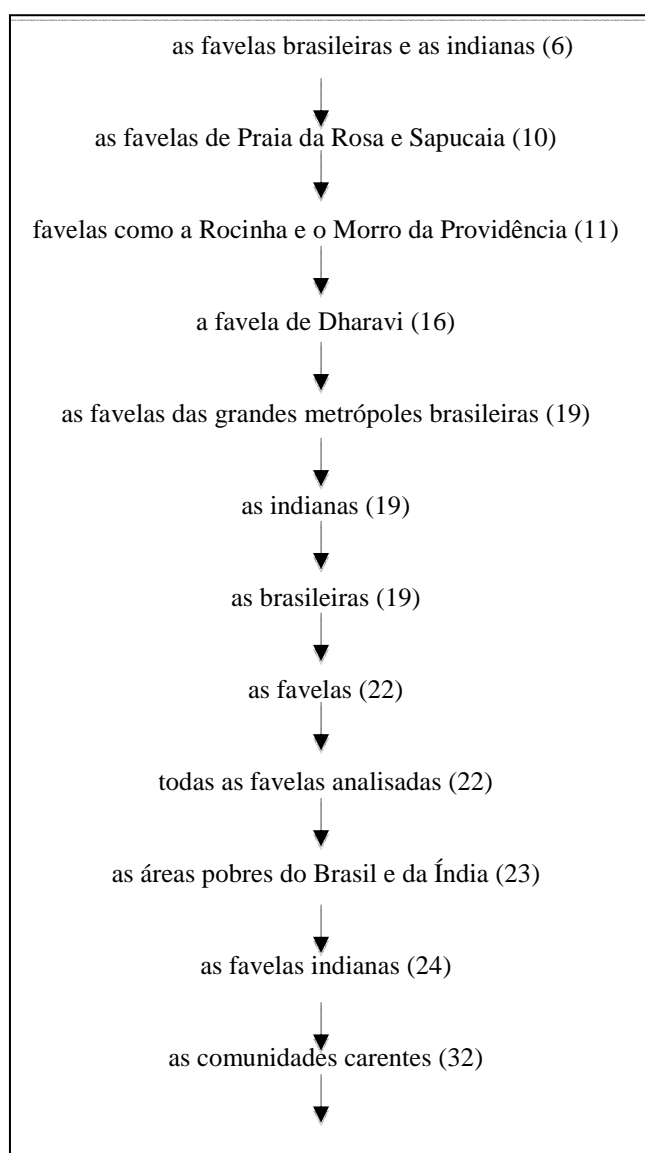 as favelas brasileiras e as indianas (6)
as favelas de Praia da Rosa e Sapucaia (10)
favelas como a Rocinha e o Morro da Providência (11)
a favela de Dharavi (16)
as favelas das grandes metrópoles brasileiras (19)
as indianas (19)
as brasileiras (19)
as favelas (22)
todas as favelas analisadas (22)
as áreas pobres do Brasil e da Índia (23)
as favelas indianas (24)
as comunidades carentes (32)